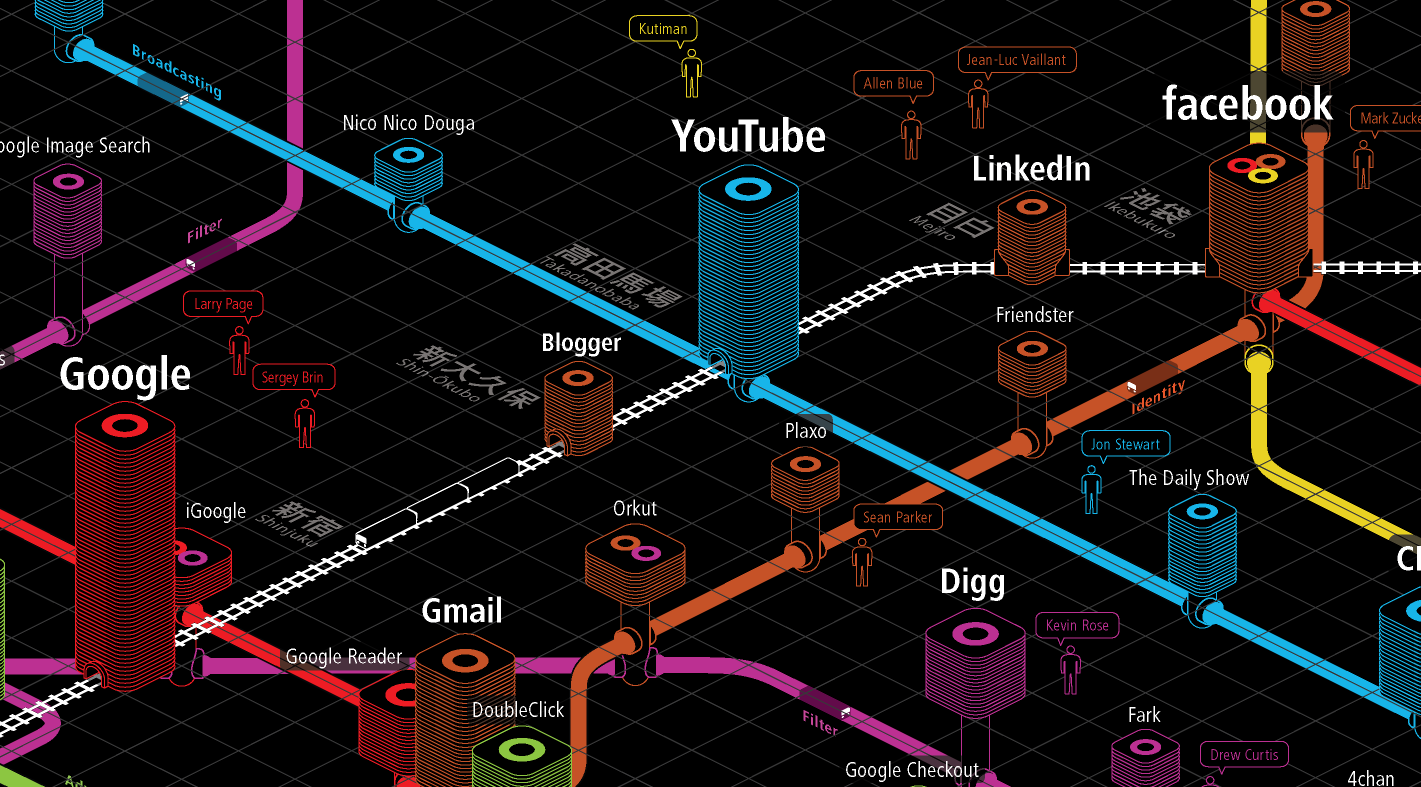 Kutiman
Broadcasting
Jean-Luc Vaillant
Allen Blue
facebook
Mark Zucke
Nico Nico Douga
YouTube
oogle Image Search
LinkedIn
池袋
Ikebukuro
目白
Mejiro
Filter
高田馬場
Takadanobaba
Larry Page
Friendster
Blogger
s
Google
Sergey Brin
新大久保
Shin-Okubo
Identity
Plaxo
Jon Stewart
The Daily Show
iGoogle
新宿
Shinjuku
Orkut
Sean Parker
Digg
Gmail
Kevin Rose
Google Reader
DoubleClick
Filter
Fark
Drew Curtis
Google Checkout
4chan